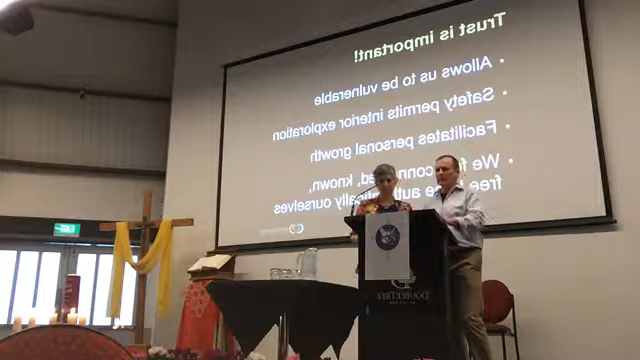 Trust is important!
• Allows us to be vulnerable
• Safety permits interior exploration
• Facilitates personal growth
• We f connected, known,
free ourselves
EXIT
DOUBLETREE